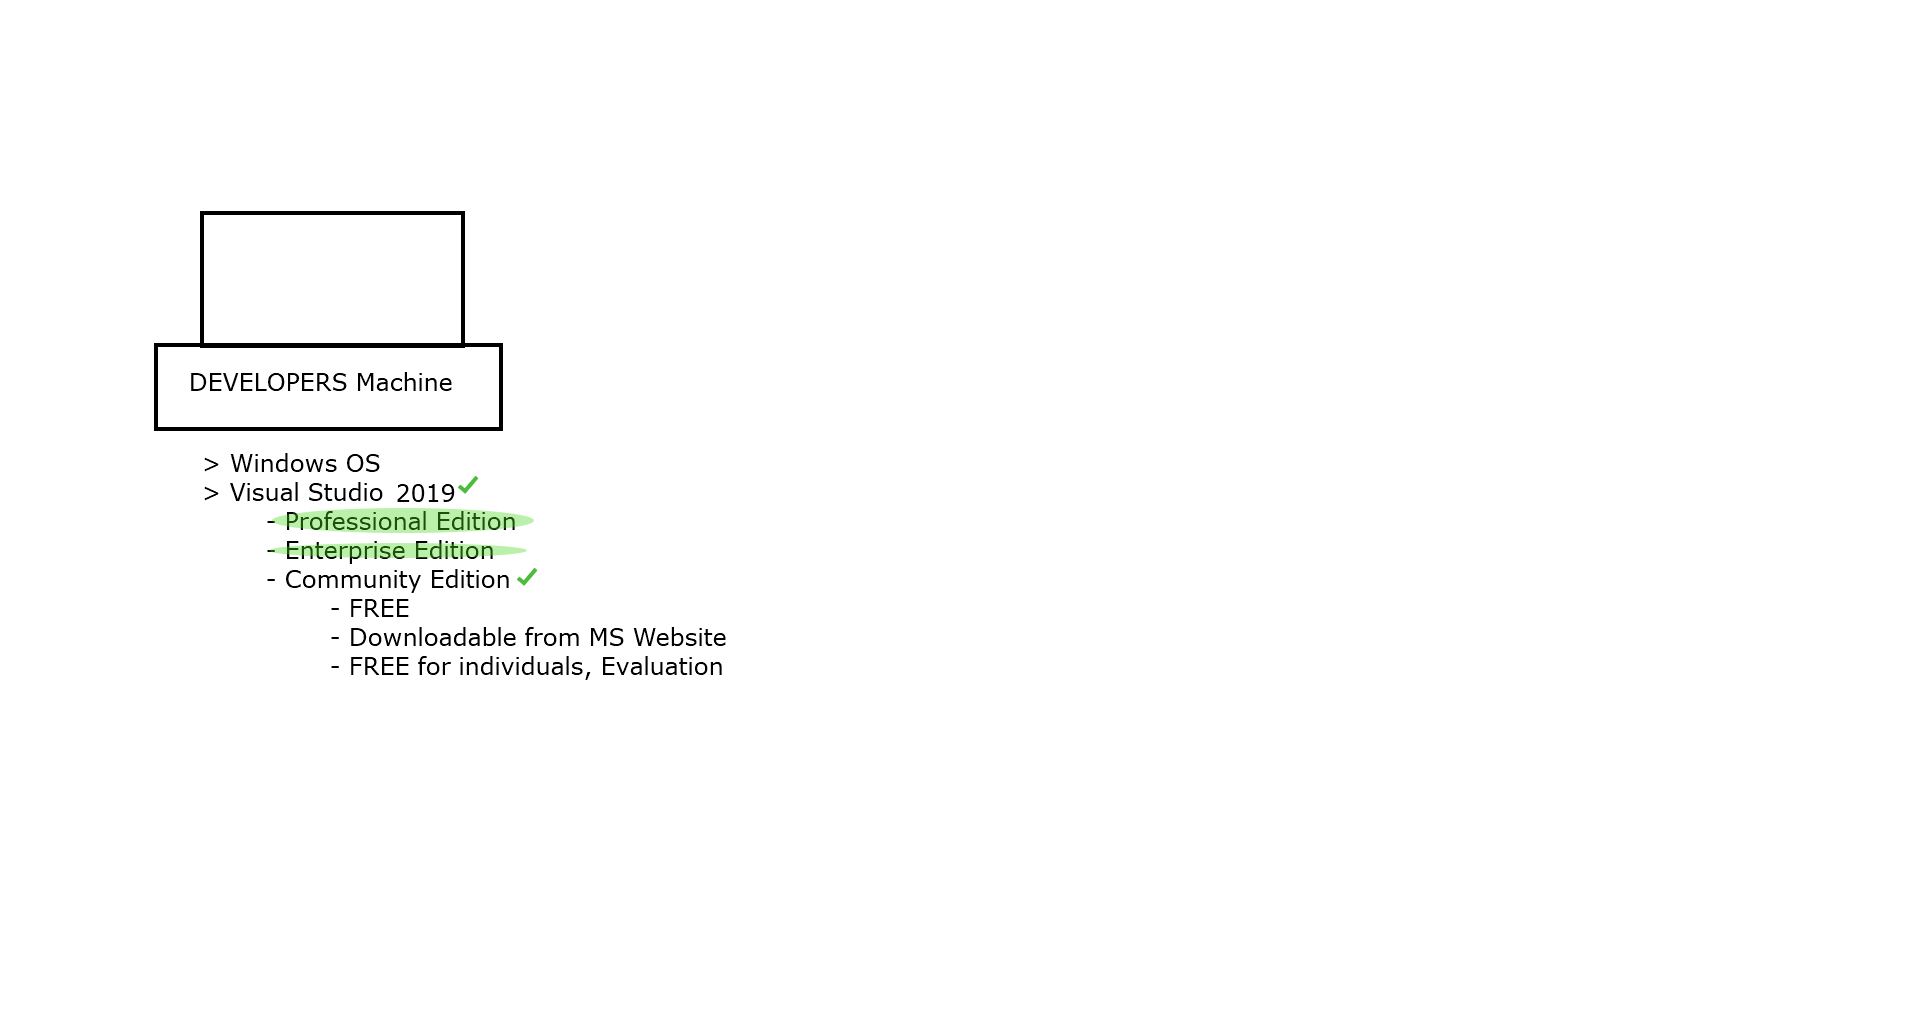 DEVELOPERS Machine
> Windows OS
> Visual Studio 2019
- Professional Edition
- Enterprise Edition
- Community Edition
- FREE
- Downloadable from MS Website
- FREE for individuals, Evaluation